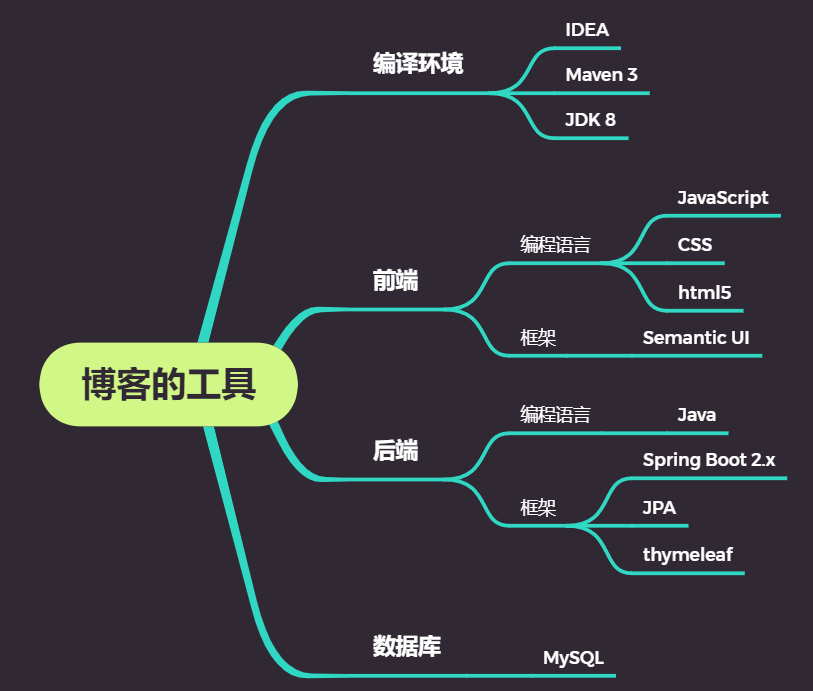 博客的工具
编译环境
IDEA
Maven 3
JDK 8
前端
编程语言
JavaScript
CSS
html5
框架
Semantic UI
后端
编程语言
Java
框架
Spring Boot 2.x
JPA
thymeleaf
数据库
MySQL